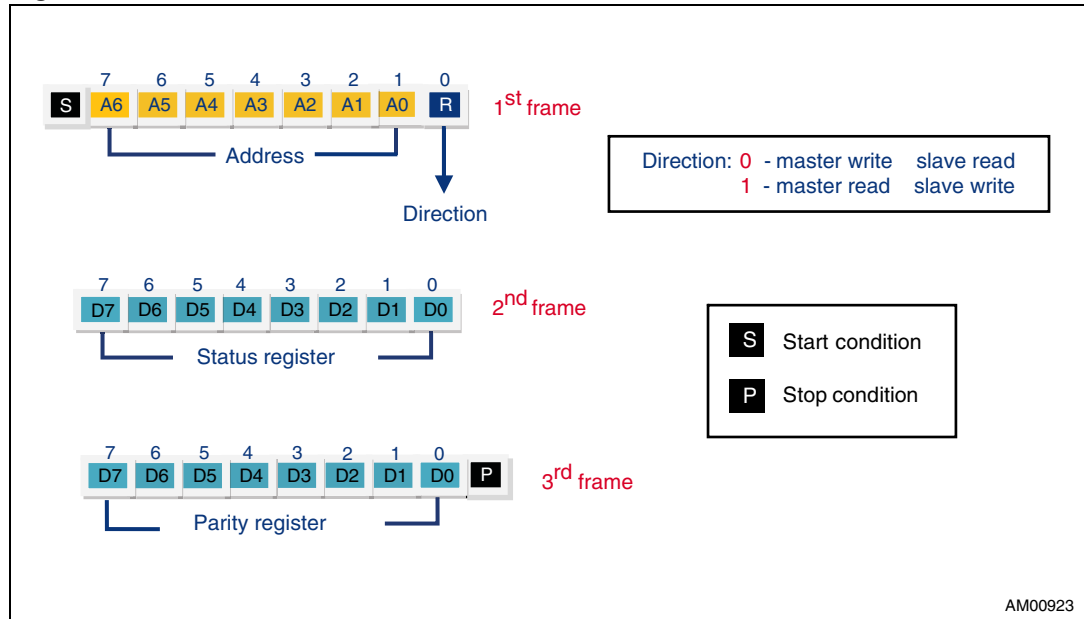 7 6 5 4 3 2 1 0
S A6 A5 A4 A3 A2 A1 A0 R 1st frame
Address
Direction
Direction: 0 - master write slave read
1 - master read slave write
7 6 5 4 3 2 1 0
D7 D6 D5 D4 D3 D2 D1 D0 2nd frame
Status register
S Start condition
P Stop condition
7 6 5 4 3 2 1 0
D7 D6 D5 D4 D3 D2 D1 D0 P 3rd frame
Parity register
AM00923